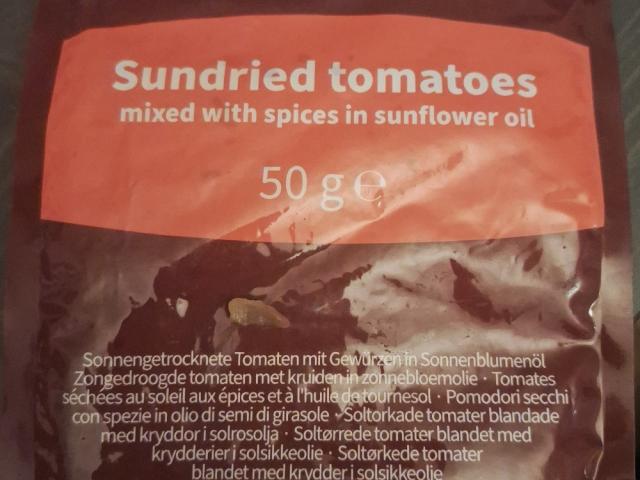 Sundried tomatoes
mixed with spices in sunflower oil
50 g ℮
Sonnengetrocknete Tomaten mit Gewürzen in Sonnenblumenöl
Zongedroogde tomaten met kruiden in zonnebloemolie · Tomates
séchées au soleil aux épices et à l'huile de tournesol · Pomodori secchi
con spezie in olio di semi di girasole · Soltorkade tomater blandade
med kryddor i solrosolja · Soltørrede tomater blandet med
krydderier i solsikkeolie · Soltørkede tomater
blandet med krydder i solsikkeolje